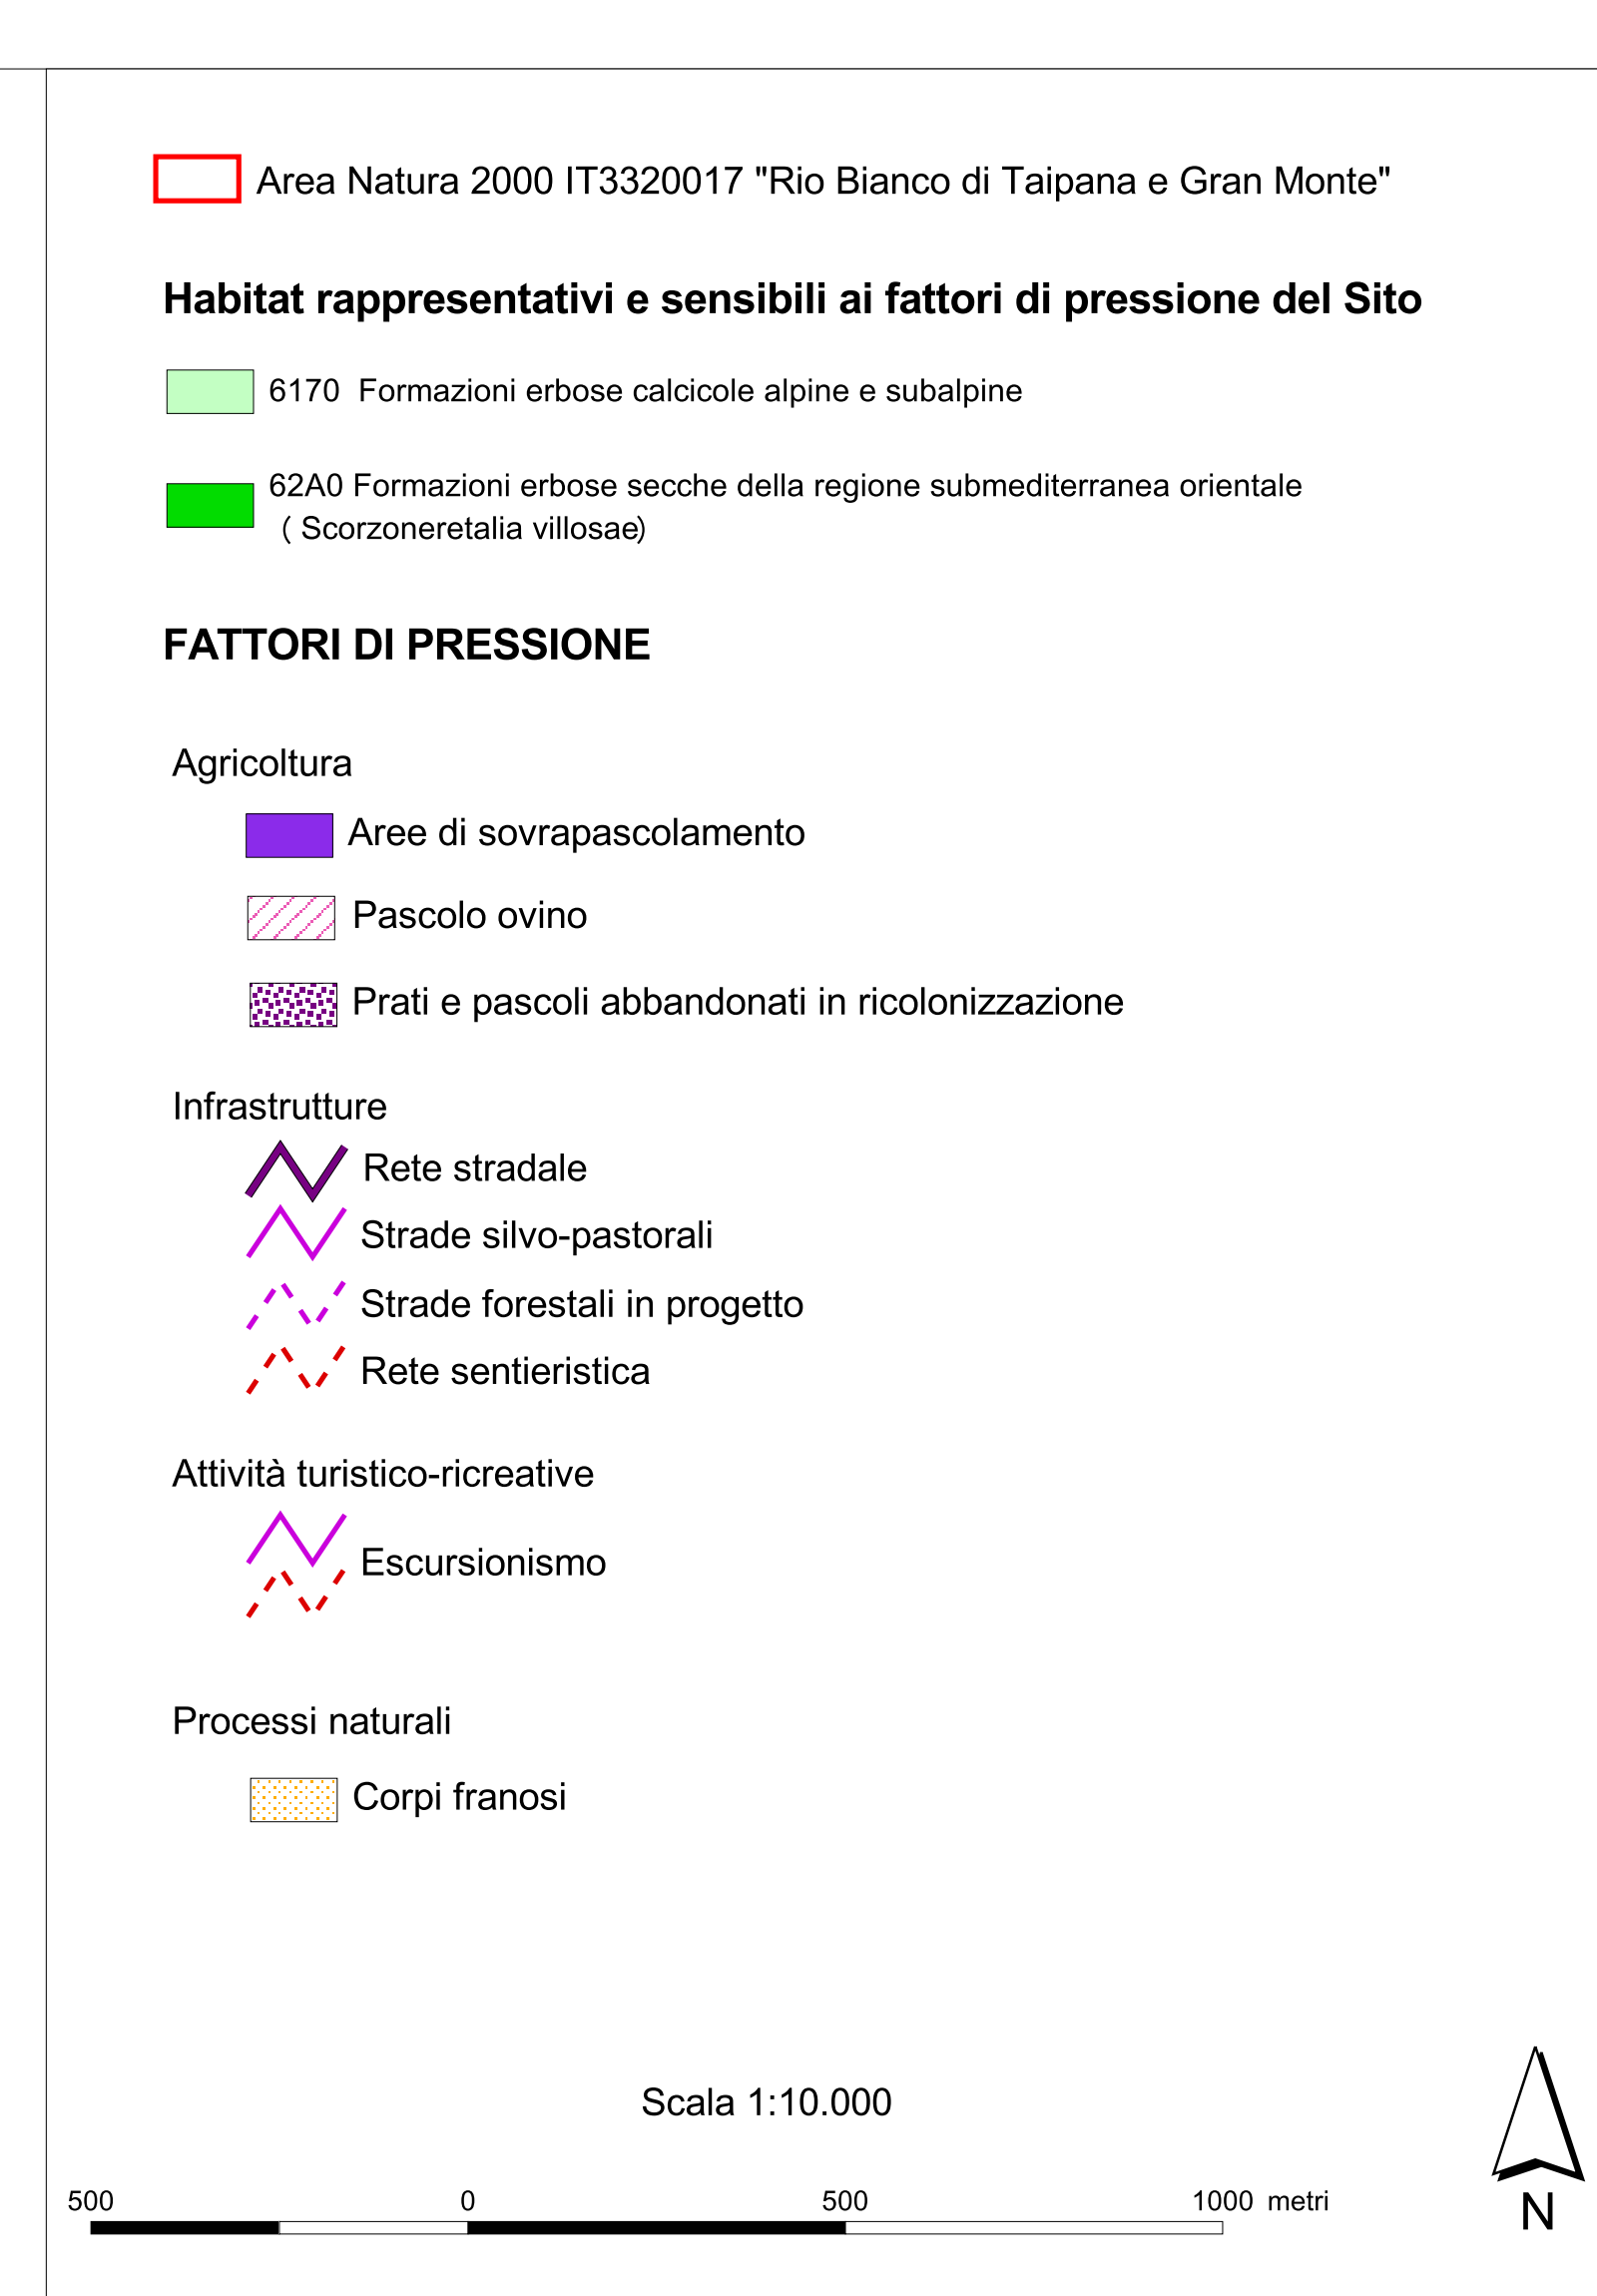 Area Natura 2000 IT3320017 "Rio Bianco di Taipana e Gran Monte"
Habitat rappresentativi e sensibili ai fattori di pressione del Sito
6170 Formazioni erbose calcicole alpine e subalpine
62A0 Formazioni erbose secche della regione submediterranea orientale
( Scorzoneretalia villosae)
FATTORI DI PRESSIONE
Agricoltura
Aree di sovrapascolamento
Pascolo ovino
Prati e pascoli abbandonati in ricolonizzazione
Infrastrutture
Rete stradale
Strade silvo-pastorali
Strade forestali in progetto
Rete sentieristica
Attività turistico-ricreative
Escursionismo
Processi naturali
Corpi franosi
Scala 1:10.000
500 0 500 1000 metri
N